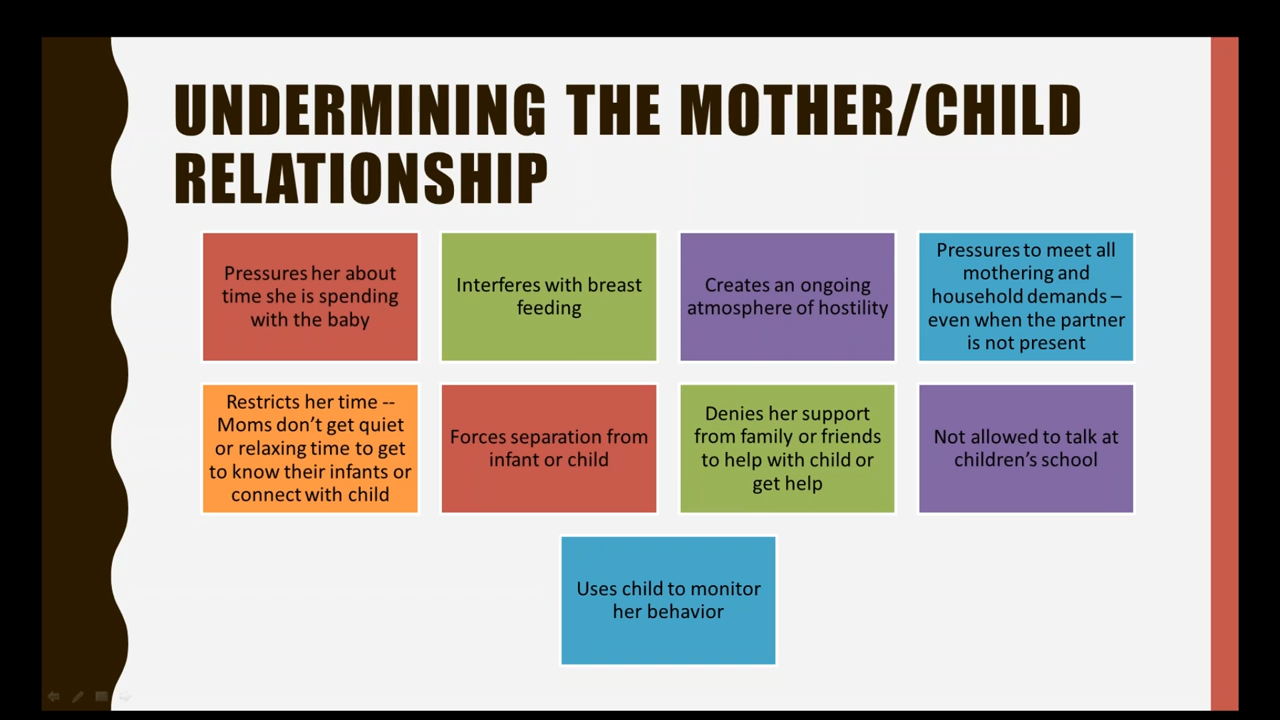 UNDERMINING THE MOTHER/CHILD
RELATIONSHIP
Pressures her about
time she is spending
with the baby
Interferes with breast
feeding
Creates an ongoing
atmosphere of hostility
Pressures to meet all
mothering and
household demands –
even when the partner
is not present
Restricts her time --
Moms don’t get quiet
or relaxing time to get
to know their infants or
connect with child
Forces separation from
infant or child
Denies her support
from family or friends
to help with child or
get help
Not allowed to talk at
children’s school
Uses child to monitor
her behavior